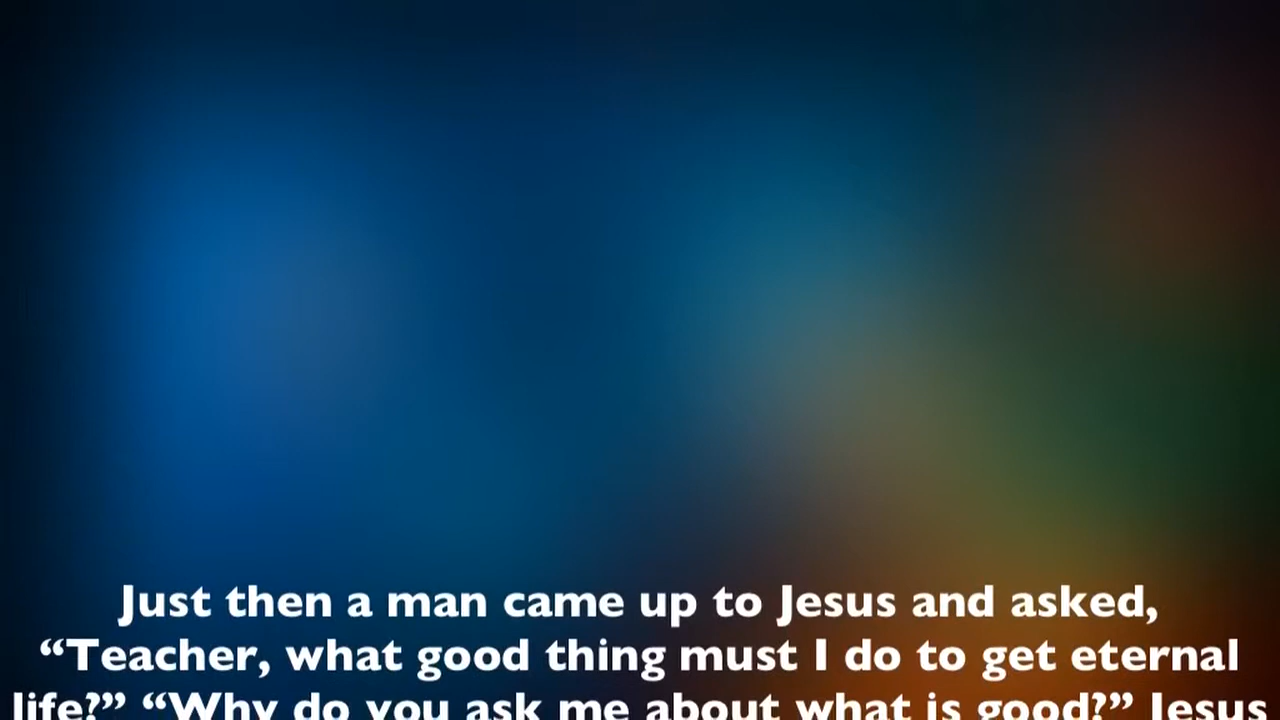 Just then a man came up to Jesus and asked,
“Teacher, what good thing must I do to get eternal
life?” “Why do you ask me about what is good?” Jesus